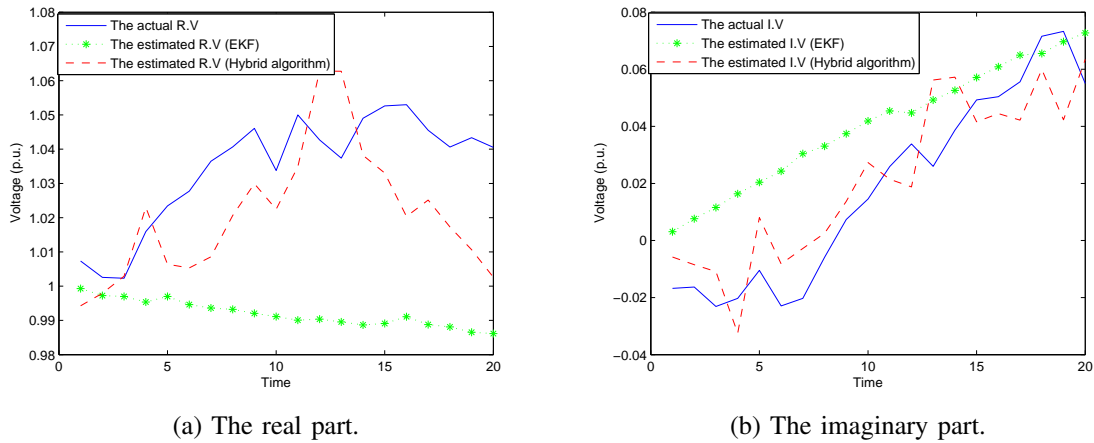 1.08
1.07
1.06
1.05
1.04
1.03
1.02
1.01
1
0.99
0.98
0
5
10
15
20
Time
Voltage (p.u.)
The actual R.V
The estimated R.V (EKF)
The estimated R.V (Hybrid algorithm)
(a) The real part.
0.08
0.06
0.04
0.02
0
−0.02
−0.04
0
5
10
15
20
Time
Voltage (p.u.)
The actual I.V
The estimated I.V (EKF)
The estimated I.V (Hybrid algorithm)
(b) The imaginary part.